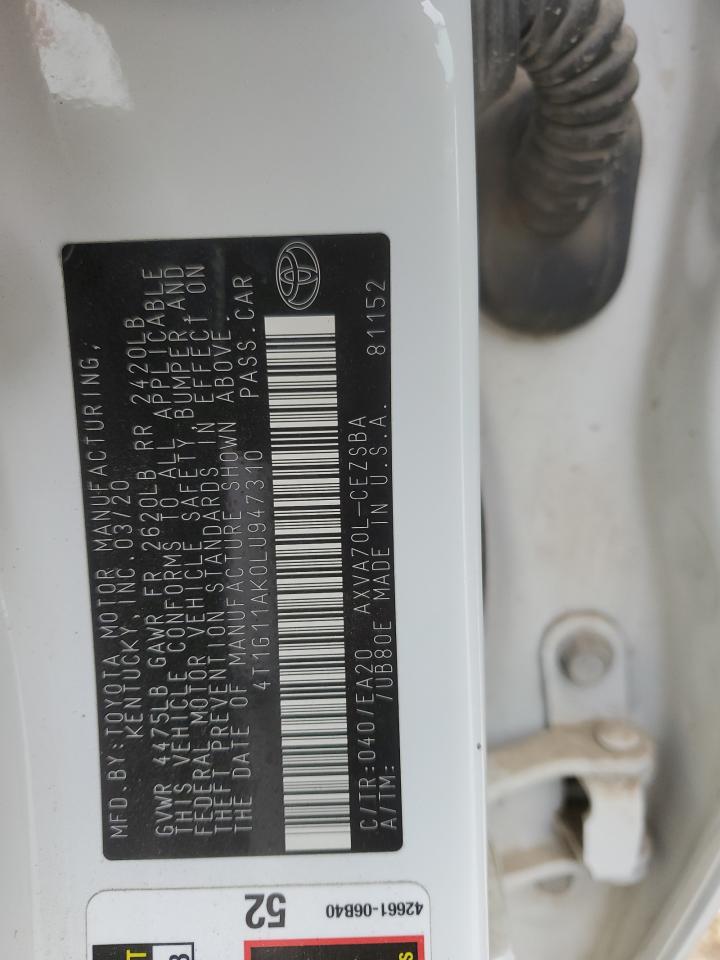 MFD.BY:TOYOTA MOTOR MANUFACTURING,
KENTUCKY, INC.03/20
GVWR 4475LB GAWR FR 2620LB RR 2420LB
THIS VEHICLE CONFORMS TO ALL APPLICABLE
FEDERAL MOTOR VEHICLE SAFETY,BUMPER,AND
THEFT PREVENTION STANDARDS IN EFFECT ON
THE DATE OF MANUFACTURE SHOWN ABOVE.
4T1G11AK0LU947310 PASS.CAR
C/TR:040/EA20 AXVA70L-CEZSBA
A/TM: /UB80E MADE IN U.S.A. 81152
52
42661-06B40